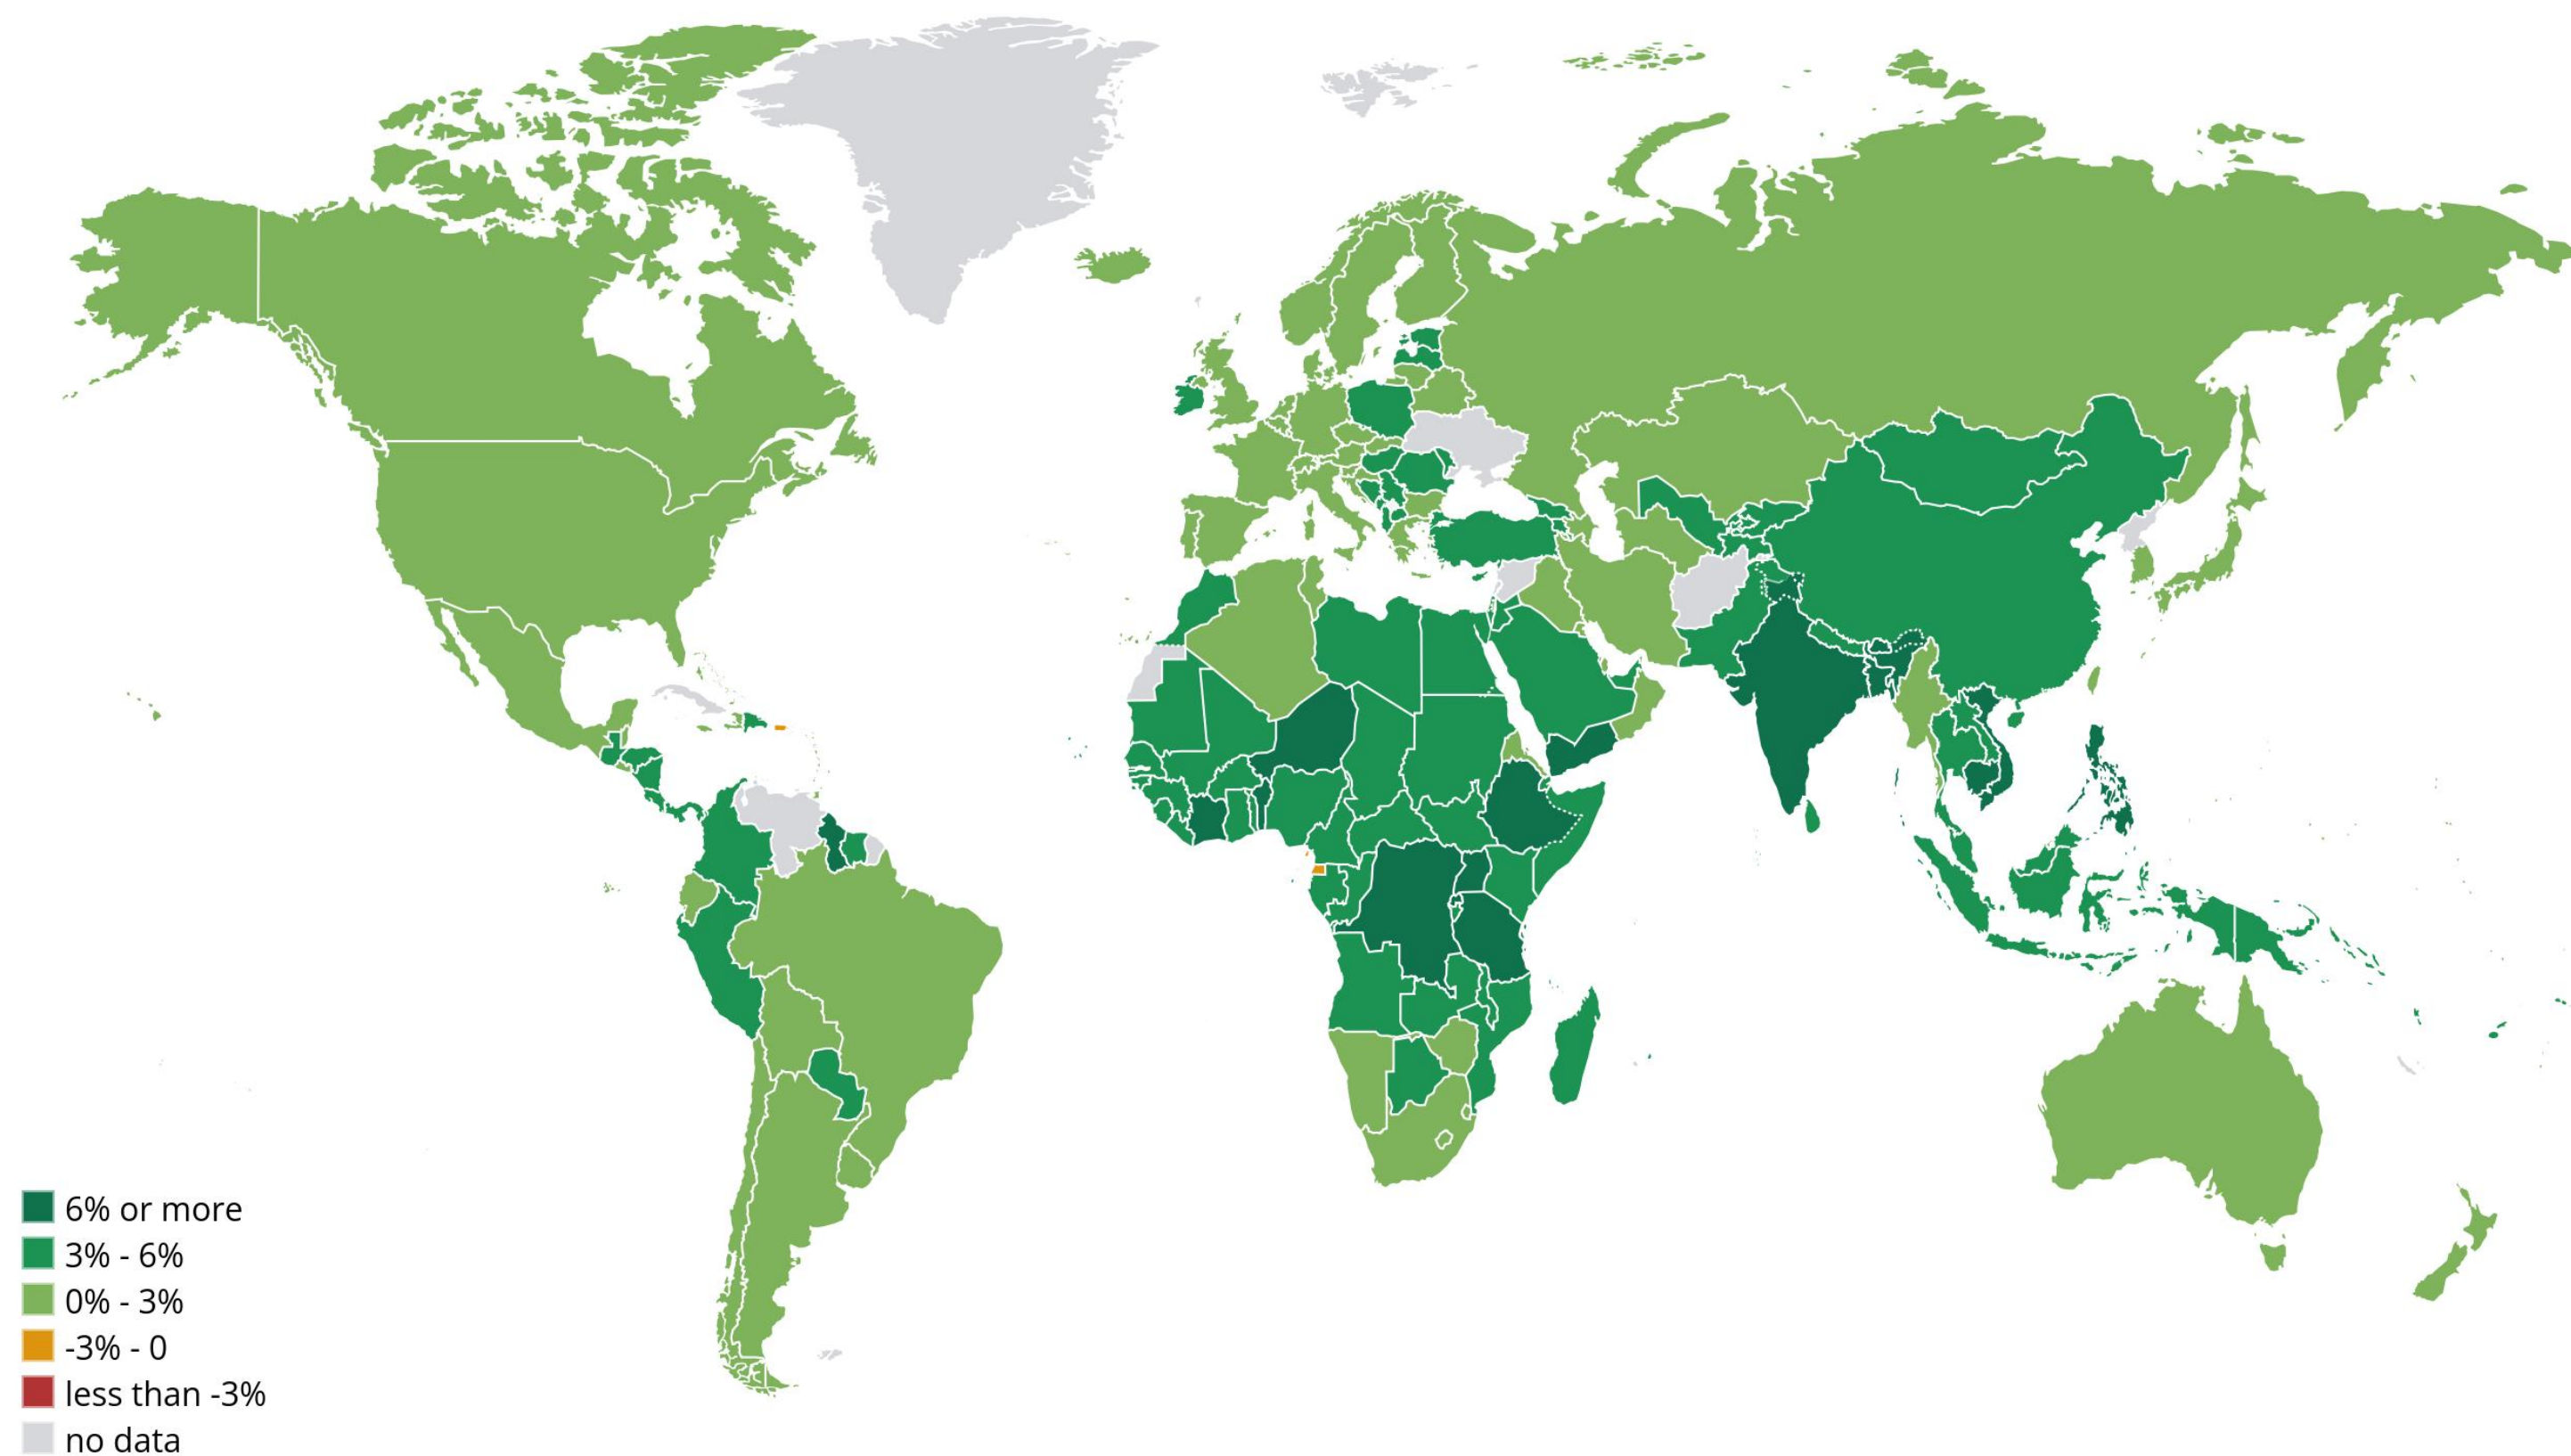 6% or more
3% - 6%
0% - 3%
-3% - 0
less than -3%
no data